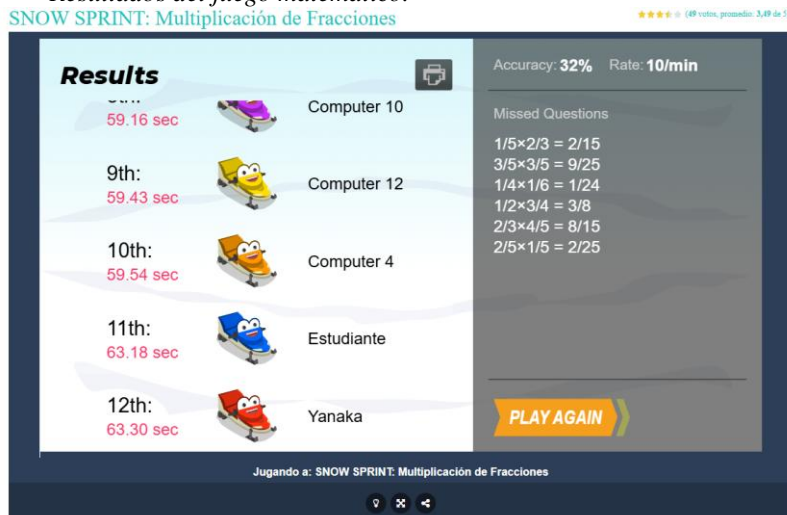 SNOW SPRINT: Multiplicación de Fracciones
(49 votos, promedio: 3,49 de 5
Results
59.16 sec
Computer 10
9th:
59.43 sec
Computer 12
10th:
59.54 sec
Computer 4
11th:
63.18 sec
Estudiante
12th:
63.30 sec
Yanaka
Accuracy: 32% Rate: 10/min
Missed Questions
1/5×2/3 = 2/15
3/5×3/5 = 9/25
1/4×1/6 = 1/24
1/2×3/4 = 3/8
2/3×4/5 = 8/15
2/5×1/5 = 2/25
PLAY AGAIN
Jugando a: SNOW SPRINT: Multiplicación de Fracciones